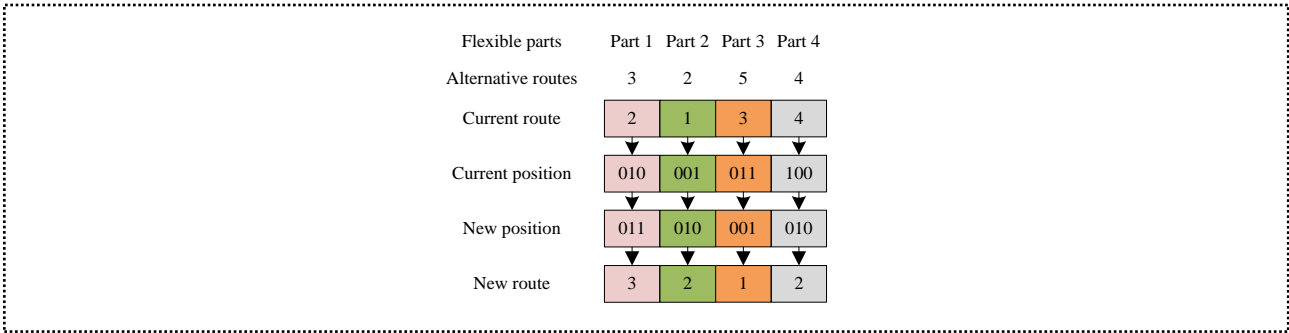 Flexible parts Part 1 Part 2 Part 3 Part 4
Alternative routes 3 2 5 4
Current route 2 1 3 4
Current position 010 001 011 100
New position 011 010 001 010
New route 3 2 1 2